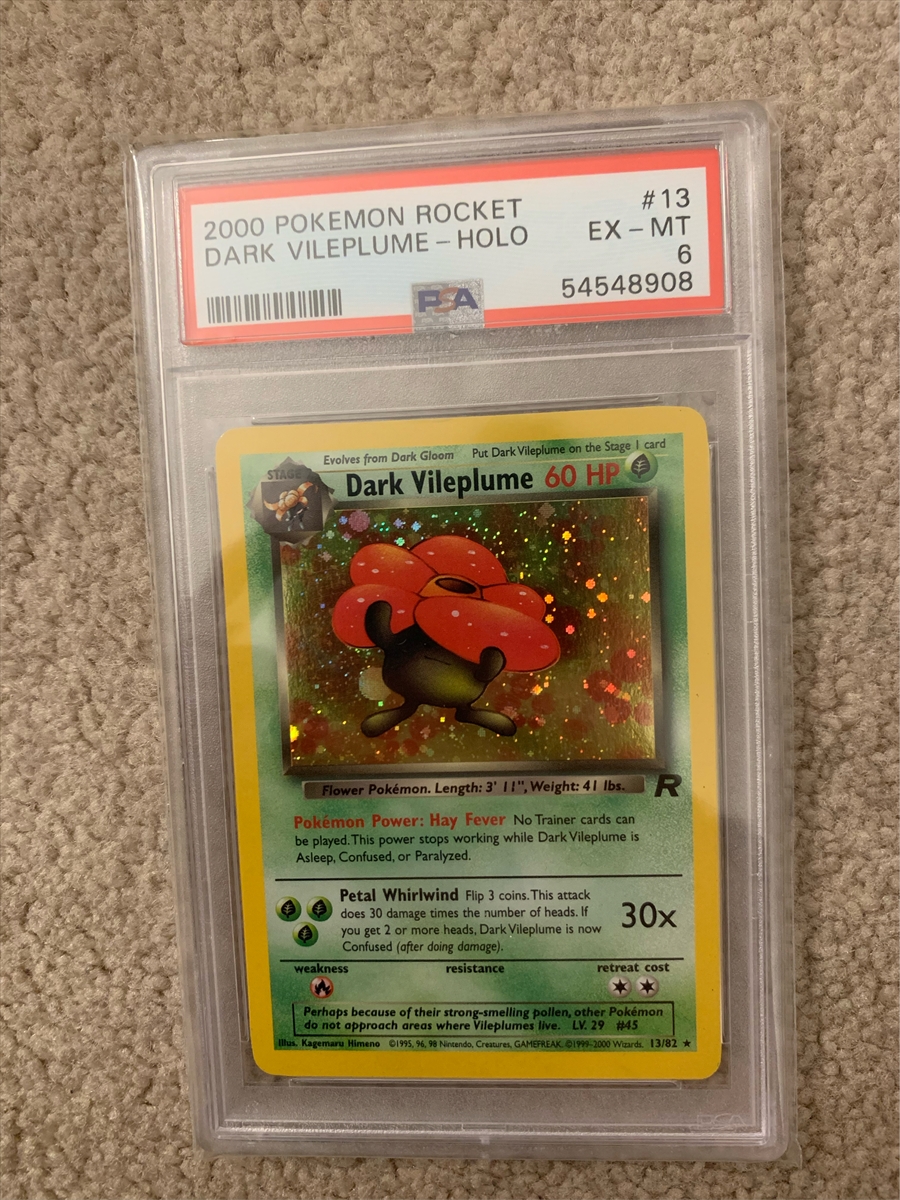 2000 POKEMON ROCKET #13
DARK VILEPLUME - HOLO EX - MT
6
PSA 54548908
Evolves from Dark Gloom Put Dark Vileplume on the Stage 1 card
STAGE
Dark Vileplume 60 HP
Flower Pokémon. Length: 3' 11", Weight: 41 lbs.
R
Pokémon Power: Hay Fever No Trainer cards can
be played. This power stops working while Dark Vileplume is
Asleep, Confused, or Paralyzed.
Petal Whirlwind Flip 3 coins. This attack
does 30 damage times the number of heads. If
you get 2 or more heads, Dark Vileplume is now
Confused (after doing damage).
30x
weakness resistance retreat cost
Perhaps because of their strong-smelling pollen, other Pokémon
do not approach areas where Vileplumes live. LV. 29 #45
Illus. Kagemaru Himeno ©1995, 96, 98 Nintendo, Creatures, GAMEFREAK. ©1999-2000 Wizards. 13/82 ★